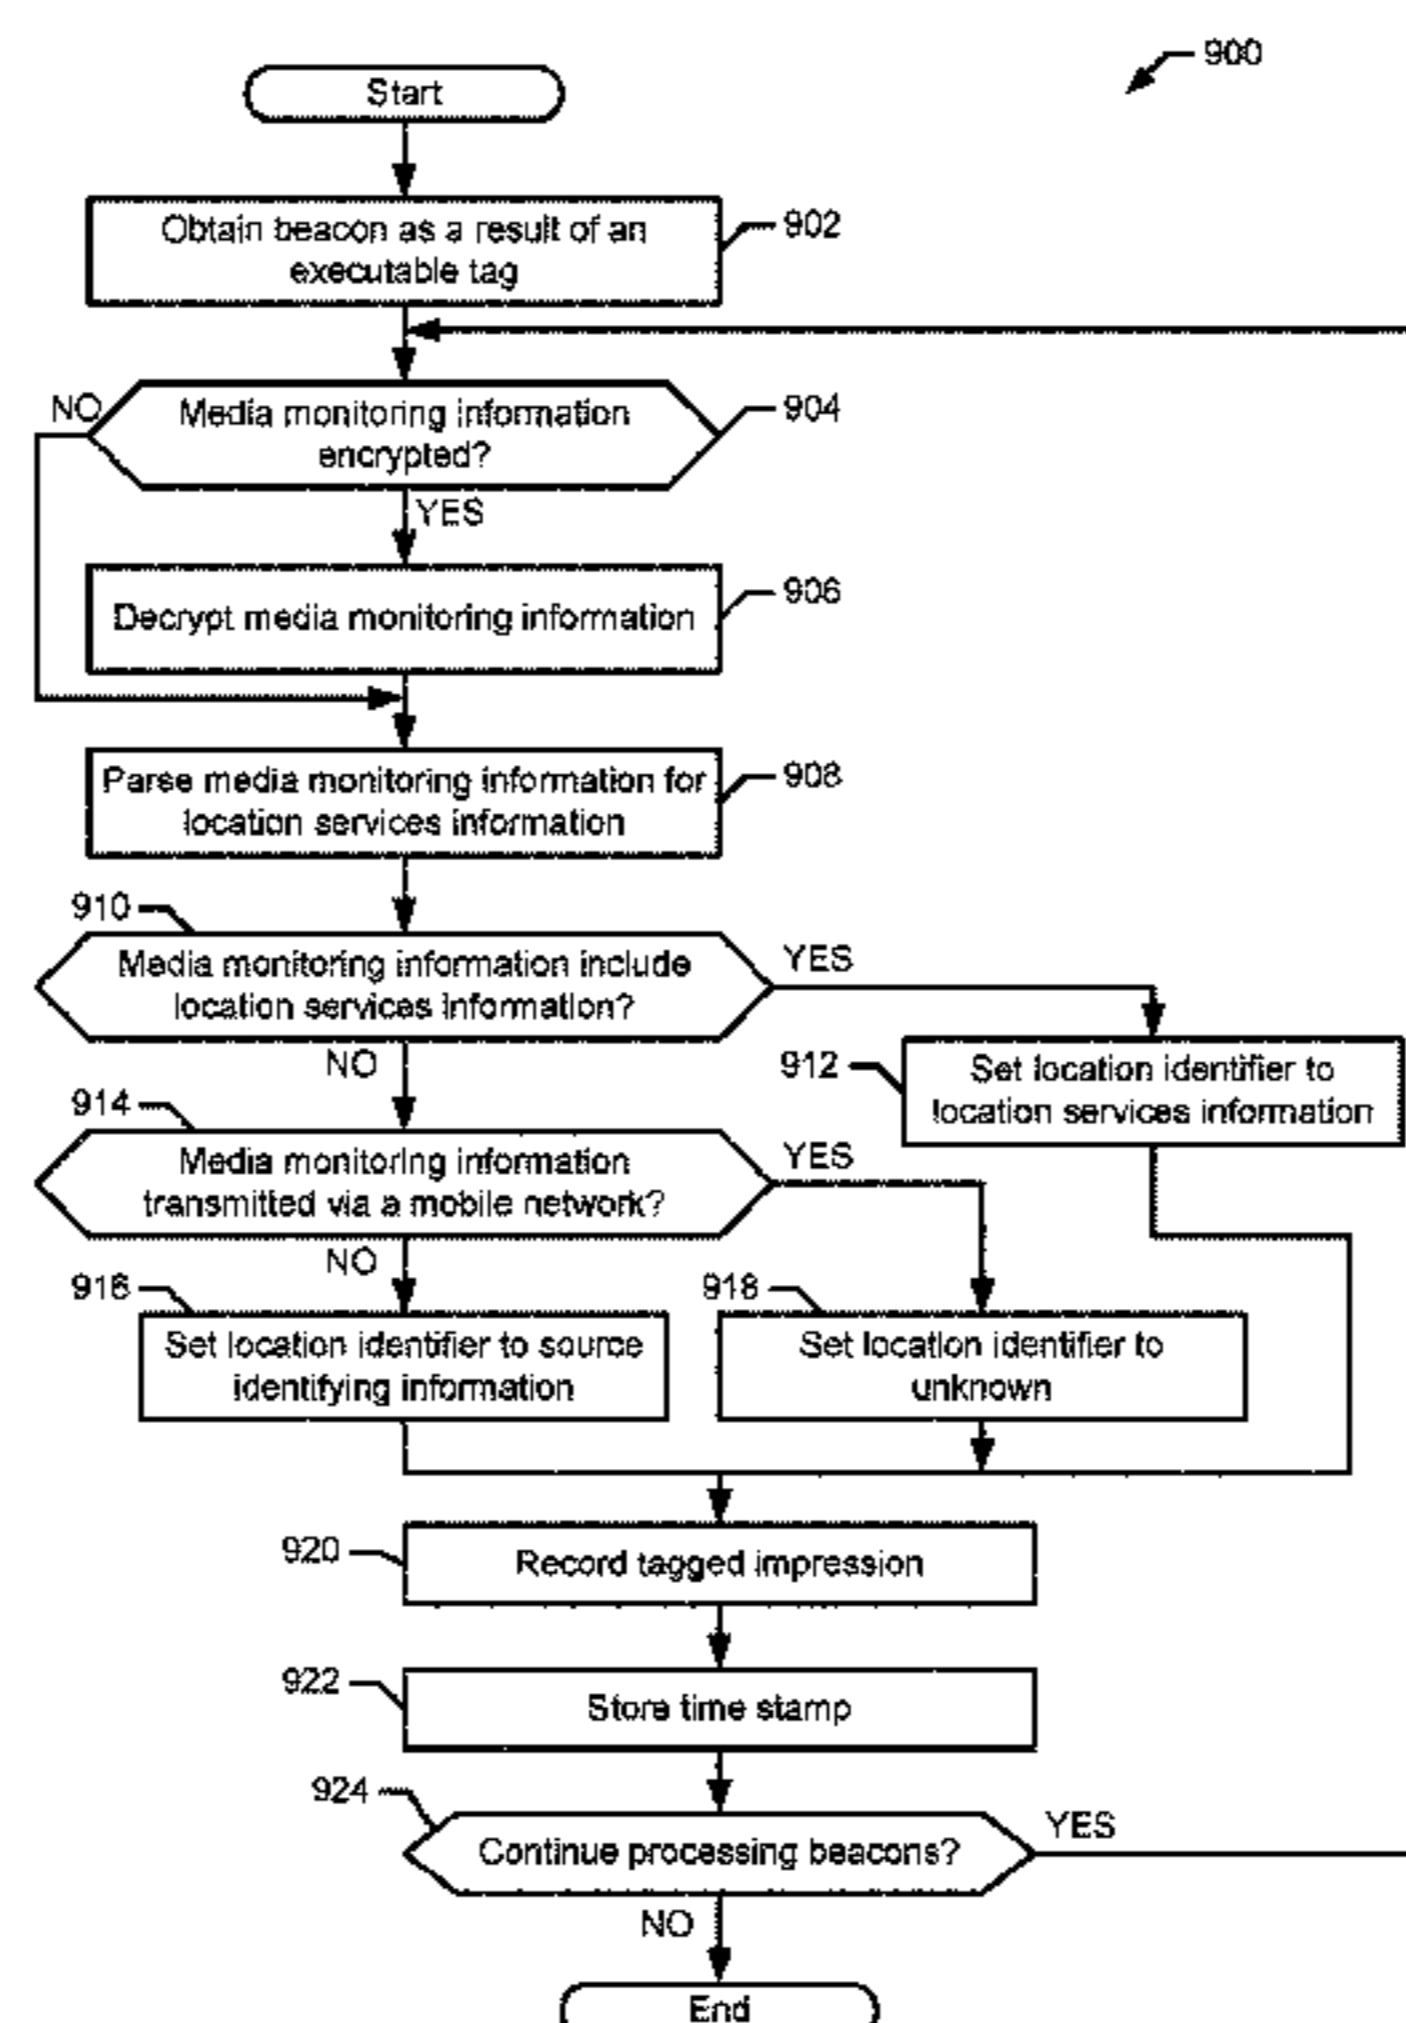 900
Start
Obtain beacon as a result of an
executable tag
902
NO
Media monitoring information
encrypted?
904
YES
Decrypt media monitoring information
906
Parse media monitoring information for
location services information
908
910
Media monitoring information include
location services information?
YES
NO
912
Set location identifier to
location services information
914
Media monitoring information
transmitted via a mobile network?
YES
NO
916
Set location identifier to source
identifying information
918
Set location identifier to
unknown
920
Record tagged impression
922
Store time stamp
924
Continue processing beacons?
YES
NO
End